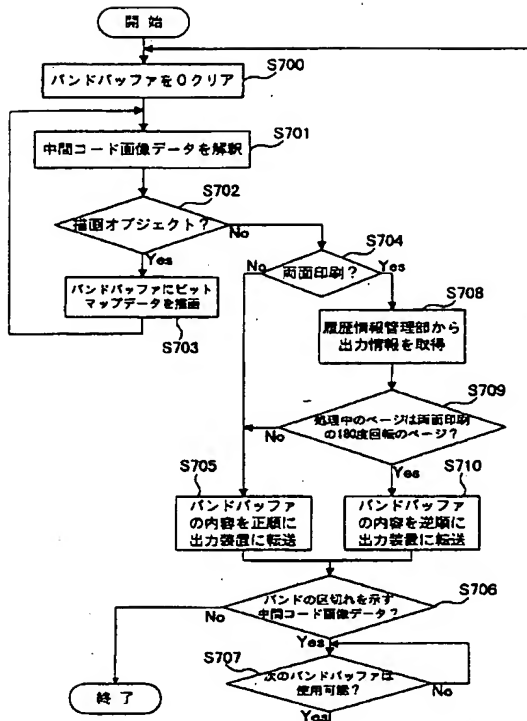 開 始
S700
バンドバッファを0クリア
S701
中間コード画像データを解釈
S702
描画オブジェクト?
No
Yes
バンドバッファにビット
マップデータを描画
S703
S704
No
両面印刷?
Yes
S708
履歴情報管理部から
出力情報を取得
S709
処理中のページは両面印刷
の180度回転のページ?
No
Yes
S705
バンドバッファ
の内容を正順に
出力装置に転送
S710
バンドバッファ
の内容を逆順に
出力装置に転送
S706
バンドの区切れを示す
中間コード画像データ?
No
Yes
S707
次のバンドバッファは
使用可能?
No
Yes
終 了